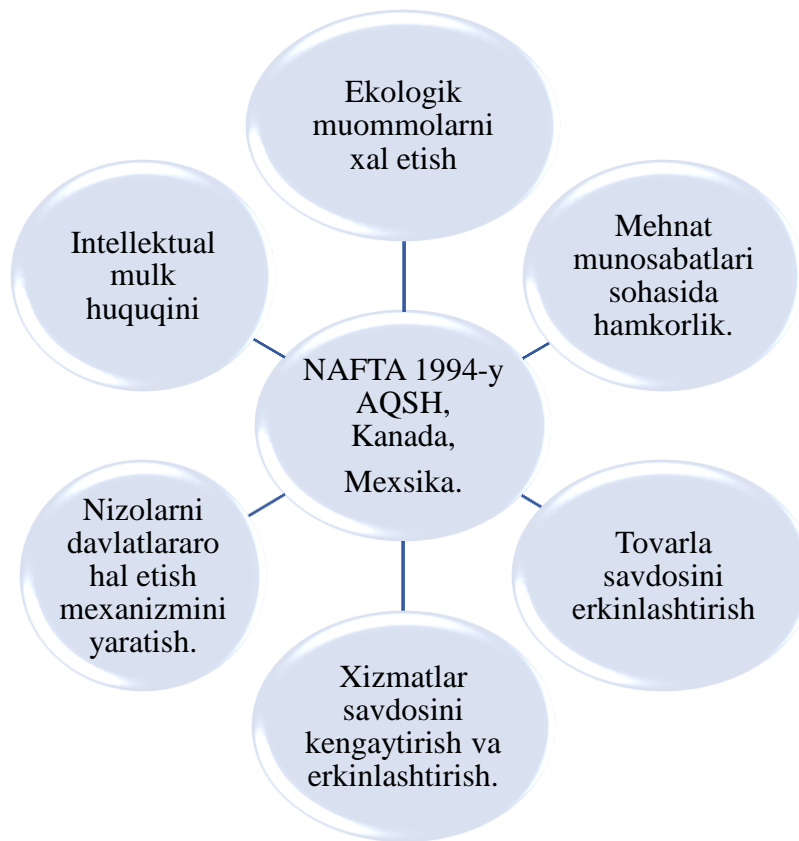 Ekologik
muommolarni
xal etish
Mehnat
munosabatlari
sohasida
hamkorlik.
Intellektual
mulk
huquqini
NAFTA 1994-y
AQSH,
Kanada,
Mexsika.
Nizolarni
davlatlararo
hal etish
mexanizmini
yaratish.
Tovarla
savdosini
erkinlashtirish
Xizmatlar
savdosini
kengaytirish va
erkinlashtirish.